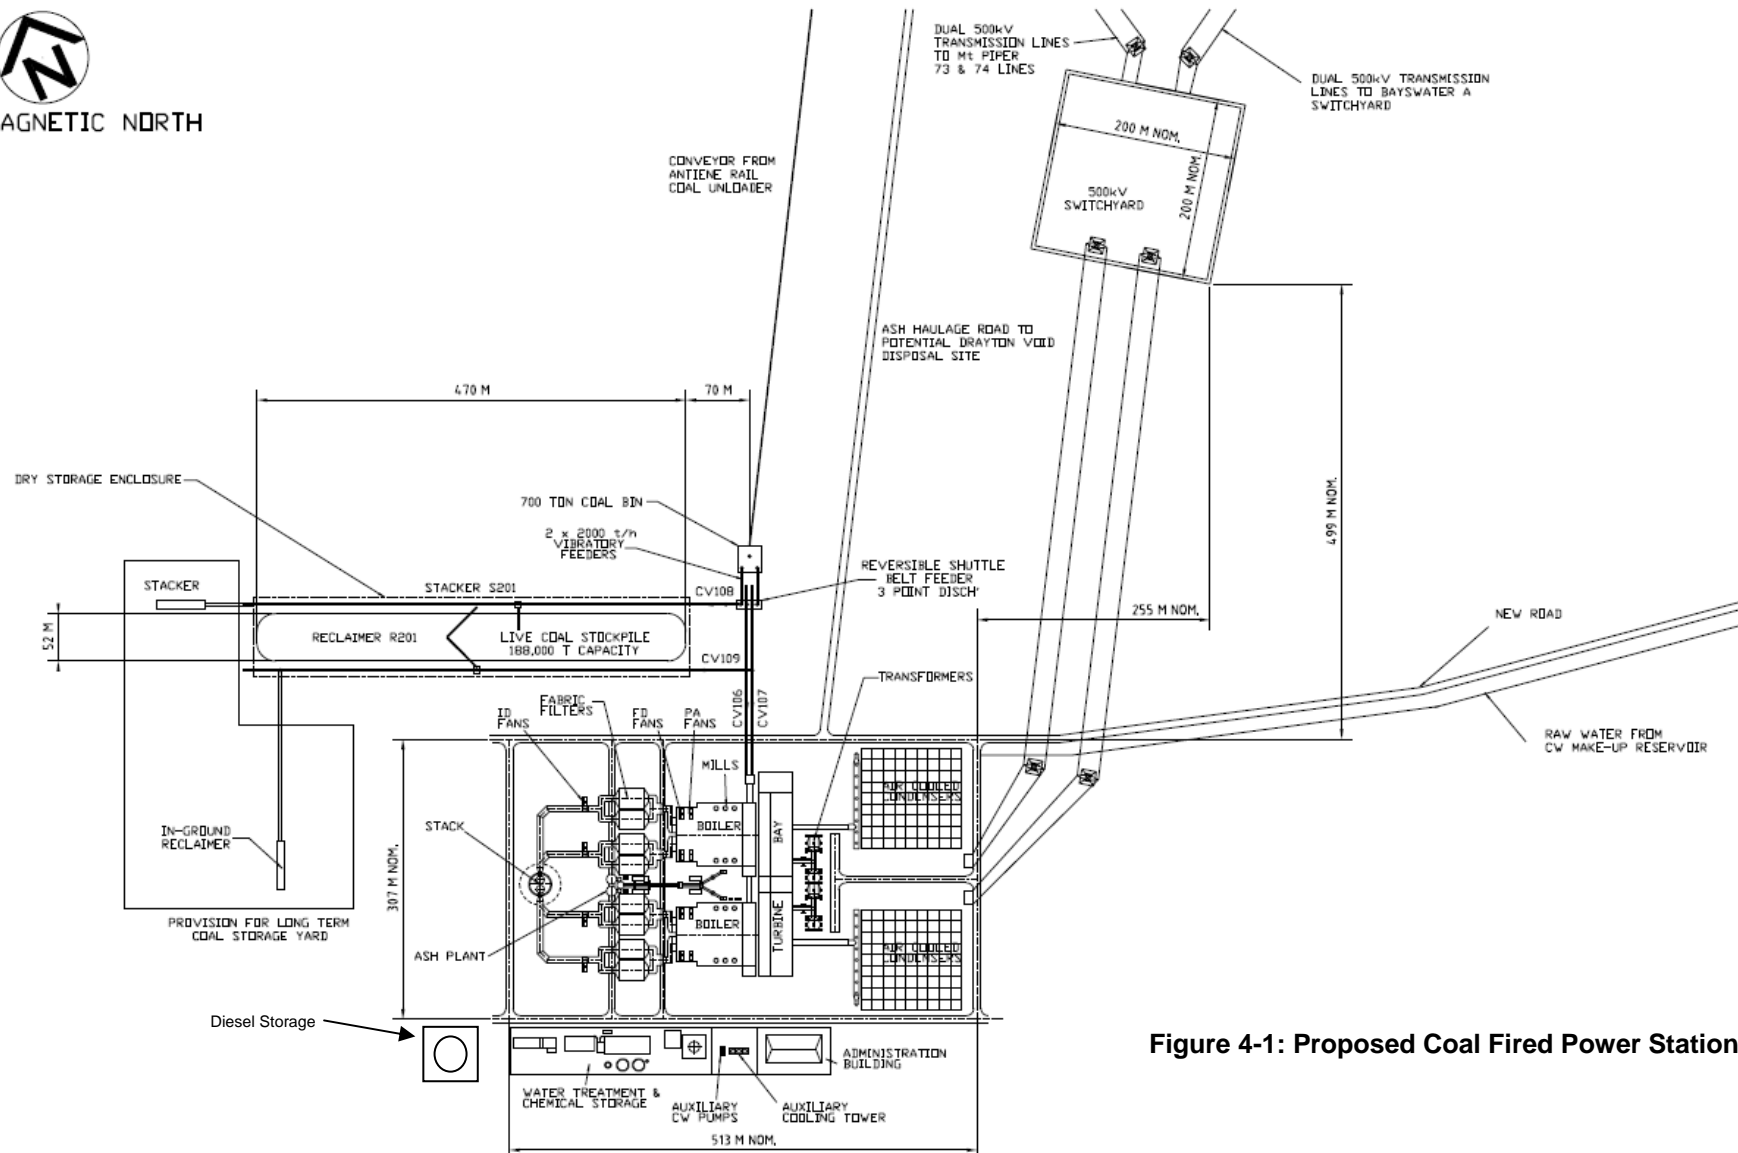 N
AGNETIC NORTH
DUAL 500kV
TRANSMISSION LINES
TO Mt PIPER
73 & 74 LINES
DUAL 500kV TRANSMISSION
LINES TO BAYSWATER A
SWITCHYARD
200 M NOM.
200 M NOM.
500kV
SWITCHYARD
CONVEYOR FROM
ANTIENE RAIL
COAL UNLOADER
ASH HAULAGE ROAD TO
POTENTIAL DRAYTON VOID
DISPOSAL SITE
470 M
70 M
499 M NOM.
DRY STORAGE ENCLOSURE
700 TON COAL BIN
2 x 2000 t/h
VIBRATORY
FEEDERS
REVERSIBLE SHUTTLE
BELT FEEDER
3 POINT DISCH'
STACKER
STACKER S201
CV108
255 M NOM.
NEW ROAD
52 M
RECLAIMER R201
LIVE COAL STOCKPILE
188,000 T CAPACITY
CV109
TRANSFORMERS
FABRIC
FILTERS
ID
FANS
FD
FANS
PA
FANS
CV106
CV107
RAW WATER FROM
CW MAKE-UP RESERVOIR
MILLS
AIR COOLED
CONDENSERS
IN-GROUND
RECLAIMER
STACK
BOILER
TURBINE BAY
307 M NOM.
PROVISION FOR LONG TERM
COAL STORAGE YARD
BOILER
ASH PLANT
AIR COOLED
CONDENSERS
Diesel Storage
Figure 4-1: Proposed Coal Fired Power Station
ADMINISTRATION
BUILDING
WATER TREATMENT &
CHEMICAL STORAGE
AUXILIARY
CW PUMPS
AUXILIARY
COOLING TOWER
513 M NOM.